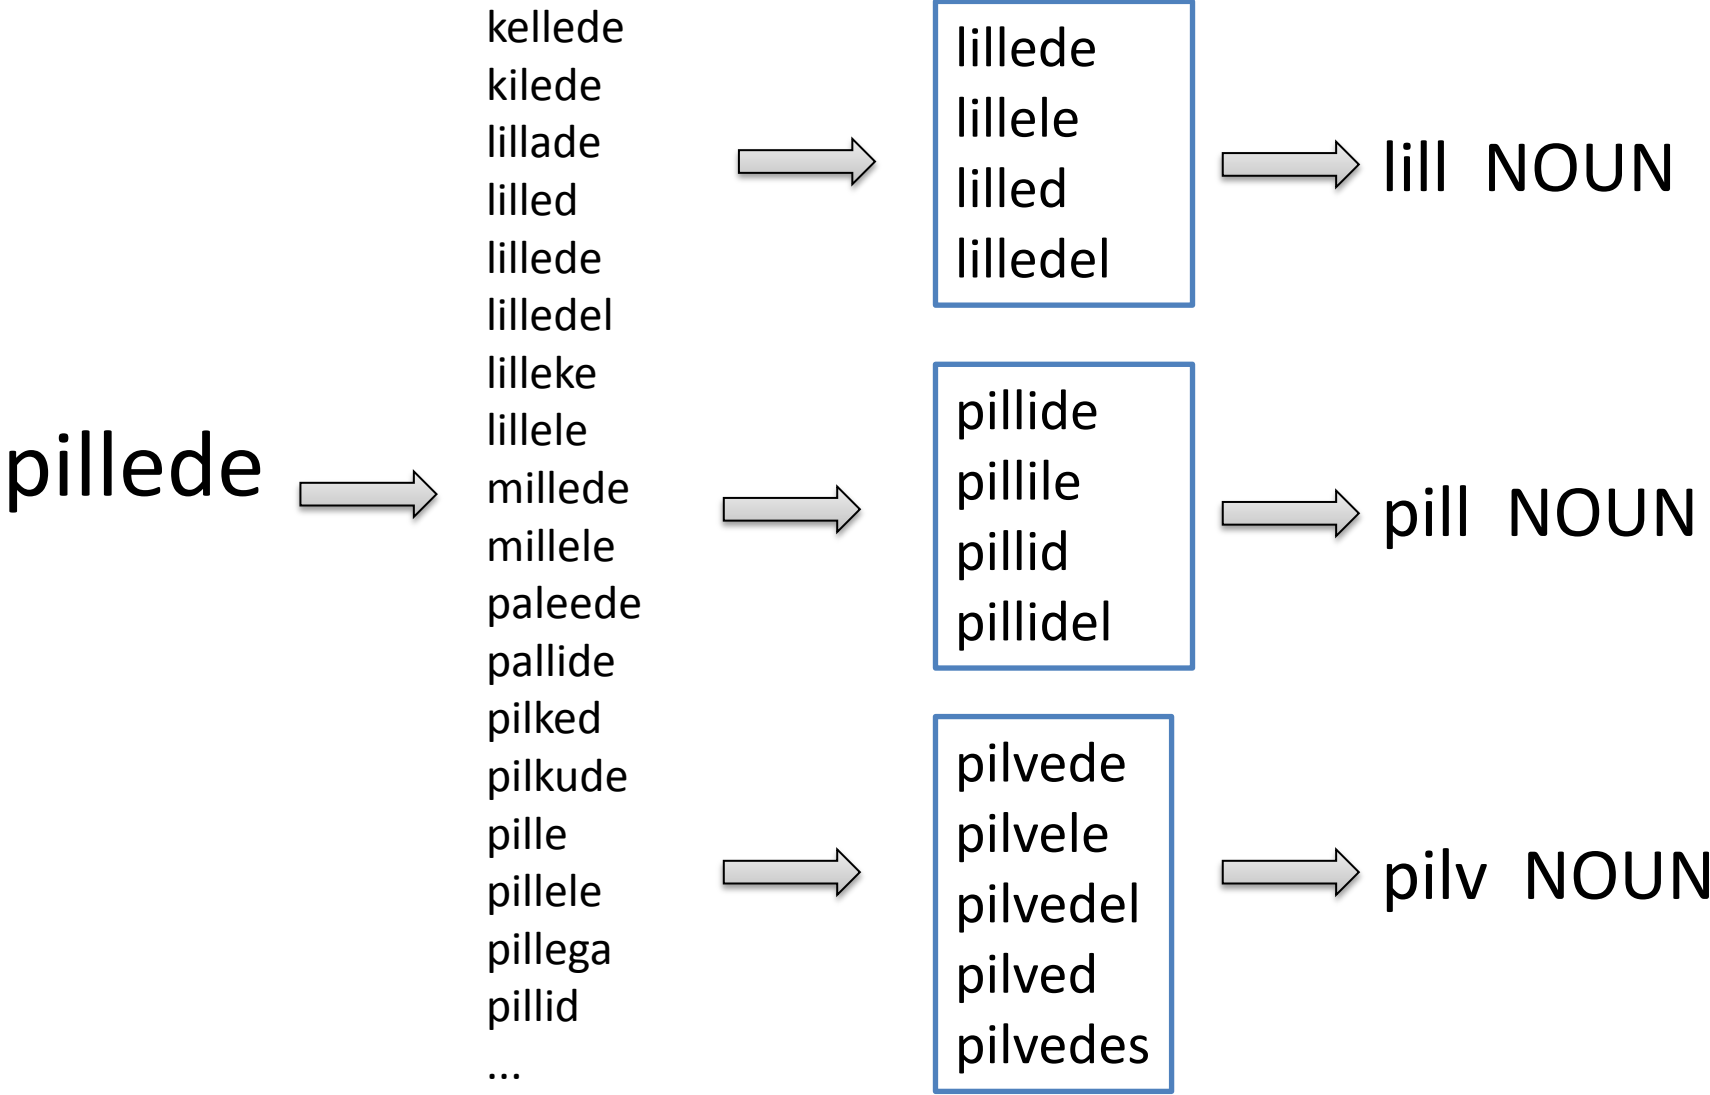 pillede
kellede
kilede
lillade
lilled
lillede
lilledel
lilleke
lillele
millede
millele
paleede
pallide
pilked
pilkude
pille
pillele
pillega
pillid
...
lillede
lillele
lilled
lilledel
pillide
pillile
pillid
pillidel
pilvede
pilvele
pilvedel
pilved
pilvedes
lill NOUN
pill NOUN
pilv NOUN